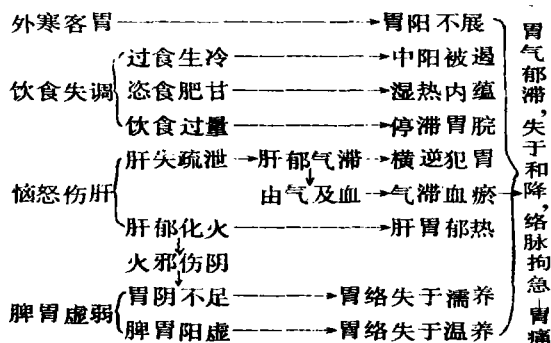 外寒客胃 胃阳不展
过食生冷 中阳被遏
饮食失调 恣食肥甘 湿热内蕴
饮食过量 停滞胃脘
肝失疏泄 肝郁气滞 横逆犯胃
由气及血 气滞血瘀
恼怒伤肝
肝郁化火 肝胃郁热
火邪伤阴
胃阴不足 胃络失于濡养
脾胃虚弱
脾胃阳虚 胃络失于温养
胃气郁滞，失于和降，络脉拘急—胃痛